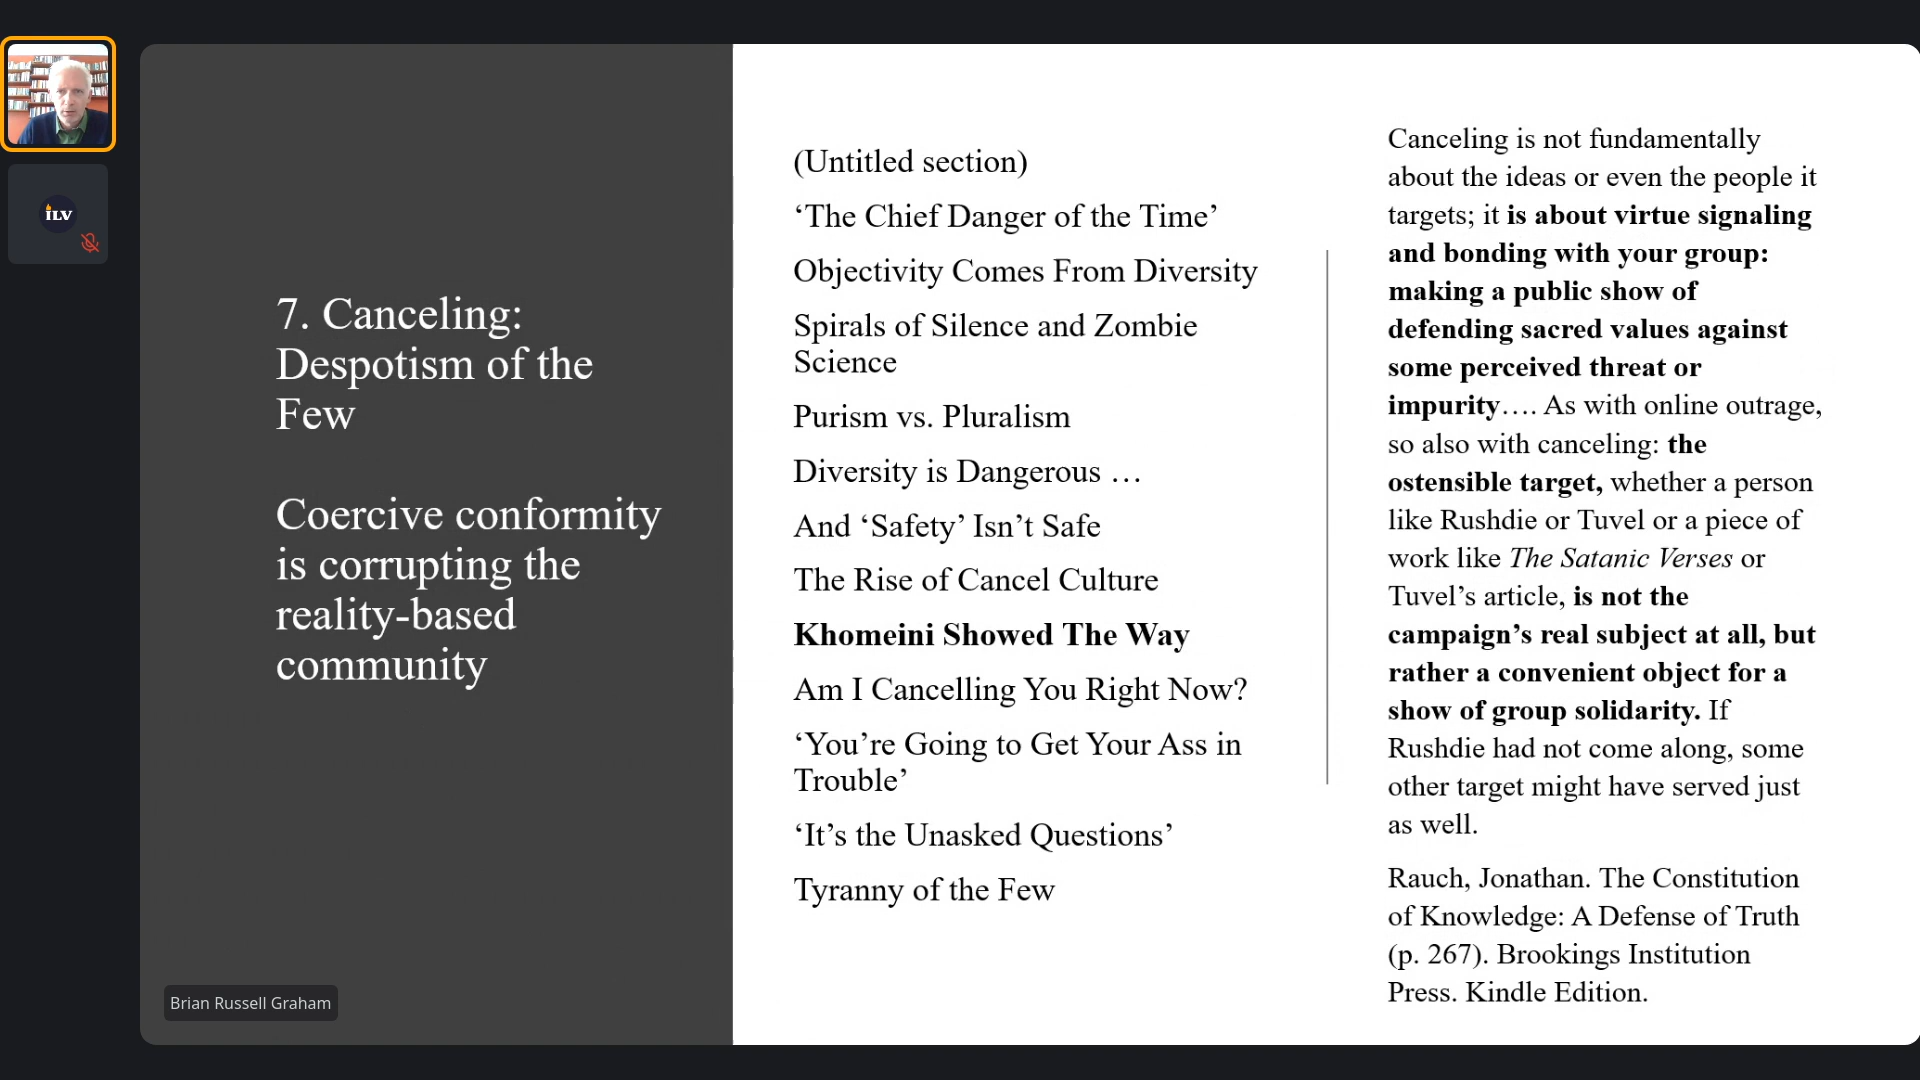 ILV
7. Canceling:
Despotism of the
Few
Coercive conformity
is corrupting the
reality-based
community
Brian Russell Graham
(Untitled section)
‘The Chief Danger of the Time’
Objectivity Comes From Diversity
Spirals of Silence and Zombie
Science
Purism vs. Pluralism
Diversity is Dangerous …
And ‘Safety’ Isn’t Safe
The Rise of Cancel Culture
Khomeini Showed The Way
Am I Cancelling You Right Now?
‘You’re Going to Get Your Ass in
Trouble’
‘It’s the Unasked Questions’
Tyranny of the Few
Canceling is not fundamentally
about the ideas or even the people it
targets; it is about virtue signaling
and bonding with your group:
making a public show of
defending sacred values against
some perceived threat or
impurity…. As with online outrage,
so also with canceling: the
ostensible target, whether a person
like Rushdie or Tuvel or a piece of
work like The Satanic Verses or
Tuvel’s article, is not the
campaign’s real subject at all, but
rather a convenient object for a
show of group solidarity. If
Rushdie had not come along, some
other target might have served just
as well.
Rauch, Jonathan. The Constitution
of Knowledge: A Defense of Truth
(p. 267). Brookings Institution
Press. Kindle Edition.